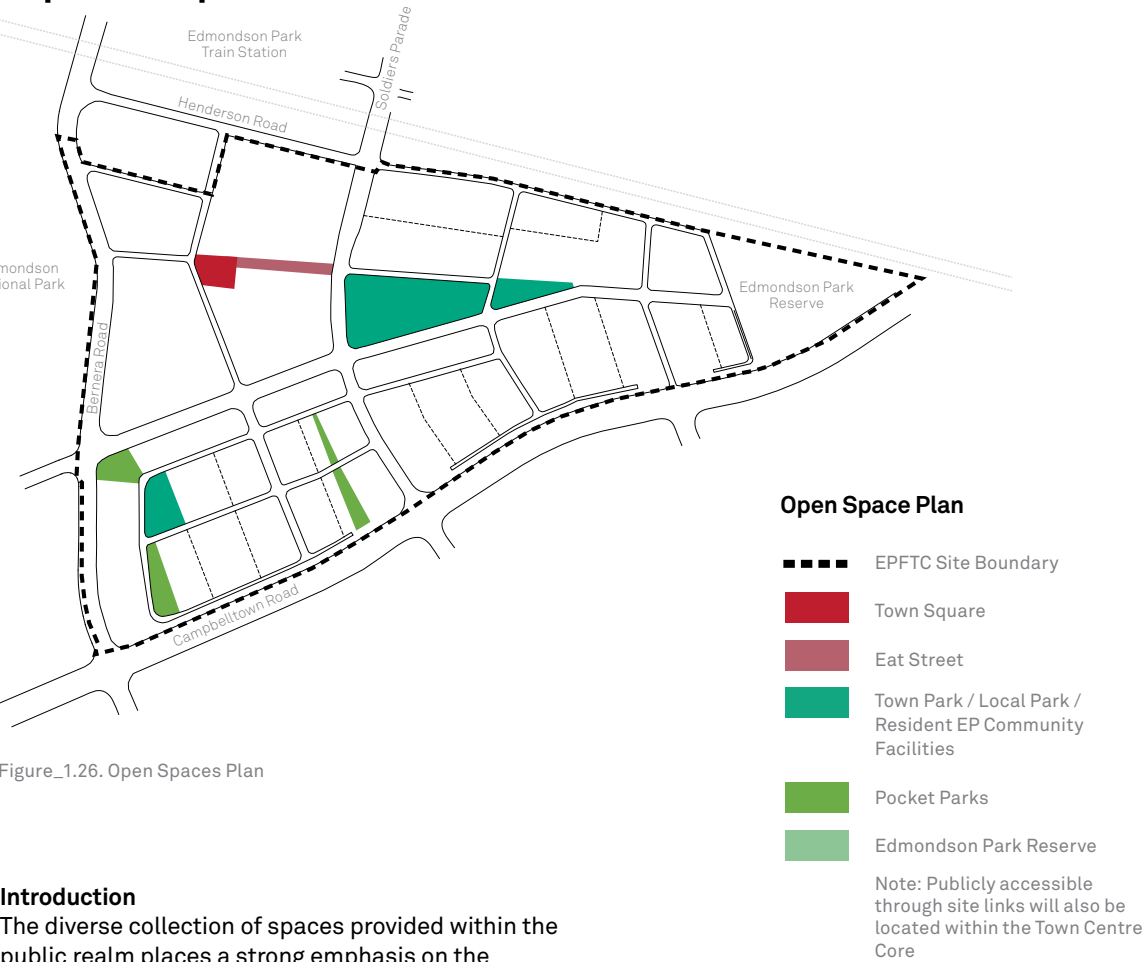 Edmondson Park
Train Station
Soldiers Parade
Henderson Road
ional Park
Edmondson Park
Reserve
Bernera Road
Campbelltown Road
Figure_1.26. Open Spaces Plan
Open Space Plan
EPFTC Site Boundary
Town Square
Eat Street
Town Park / Local Park /
Resident EP Community
Facilities
Pocket Parks
Edmondson Park Reserve
Note: Publicly accessible
through site links will also be
located within the Town Centre
Core
Introduction
The diverse collection of spaces provided within the
public realm places a strong emphasis on the